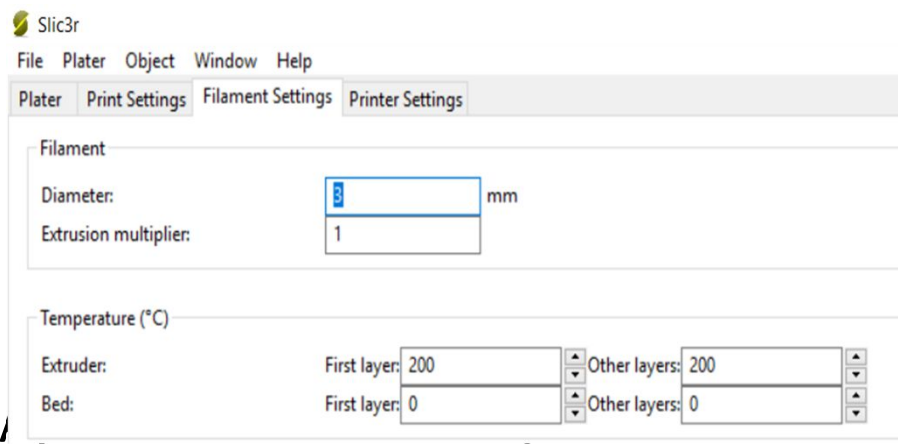 Slic3r
File Plater Object Window Help
Plater Print Settings Filament Settings Printer Settings
Filament
Diameter: 3 mm
Extrusion multiplier: 1
Temperature (°C)
Extruder: First layer: 200 Other layers: 200
Bed: First layer: 0 Other layers: 0